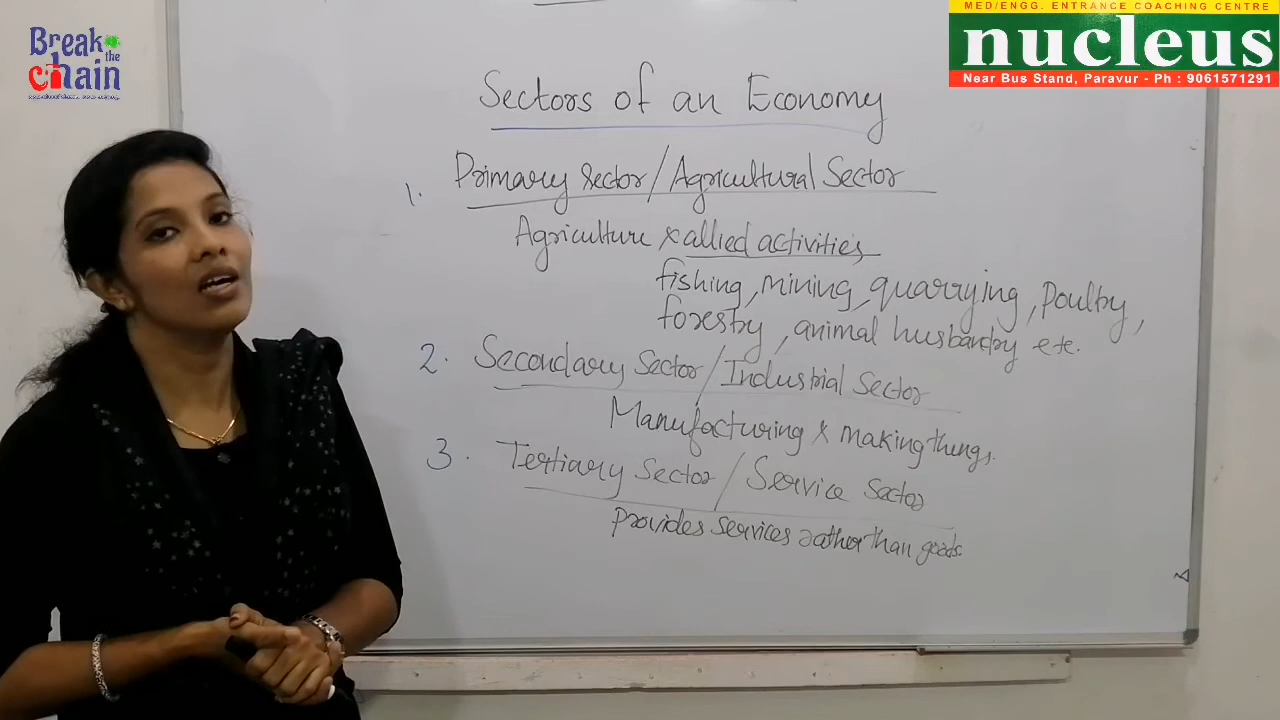 Break
the
chain
MED/ENGG. ENTRANCE COACHING CENTRE
nucleus
Near Bus Stand, Paravur - Ph : 9061571291
Sectors of an Economy
1. Primary Sector/Agricultural Sector
Agriculture & allied activities
fishing, mining, quarrying, Poultry,
forestry, animal husbandry etc.
2. Secondary Sector/Industrial Sector
Manufacturing & making things.
3. Tertiary Sector/Service Sector
Provides services rather than goods.